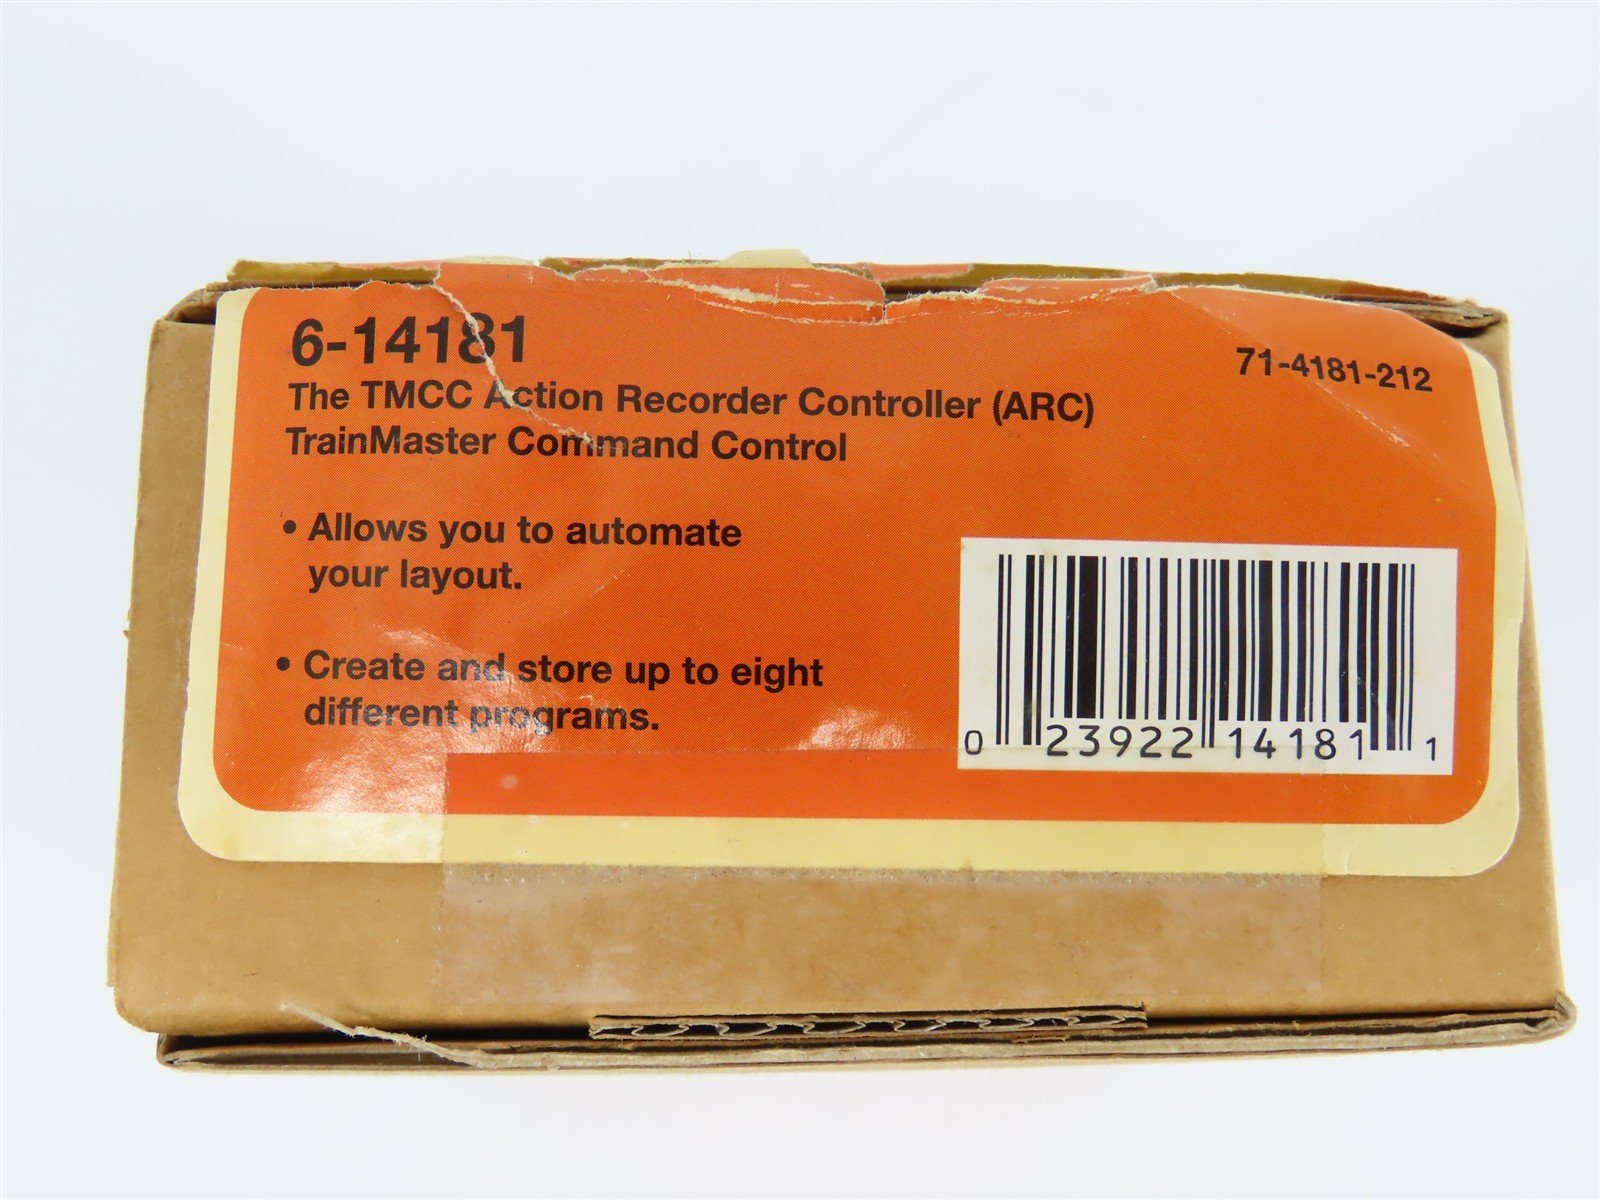 6-14181
71-4181-212
The TMCC Action Recorder Controller (ARC)
TrainMaster Command Control
• Allows you to automate
your layout.
• Create and store up to eight
different programs.
0 23922 14181 1